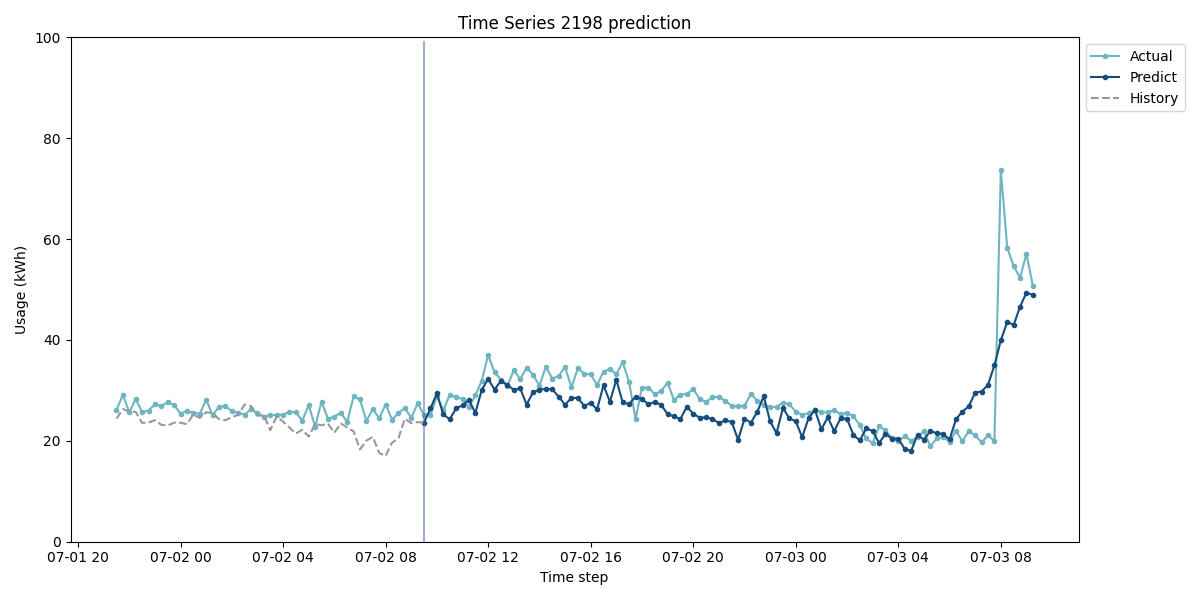 Time Series 2198 prediction
Usage (kWh)
100
80
60
40
20
0
07-01 20
07-02 00
07-02 04
07-02 08
07-02 12
07-02 16
07-02 20
07-03 00
07-03 04
07-03 08
Time step
Actual
Predict
History